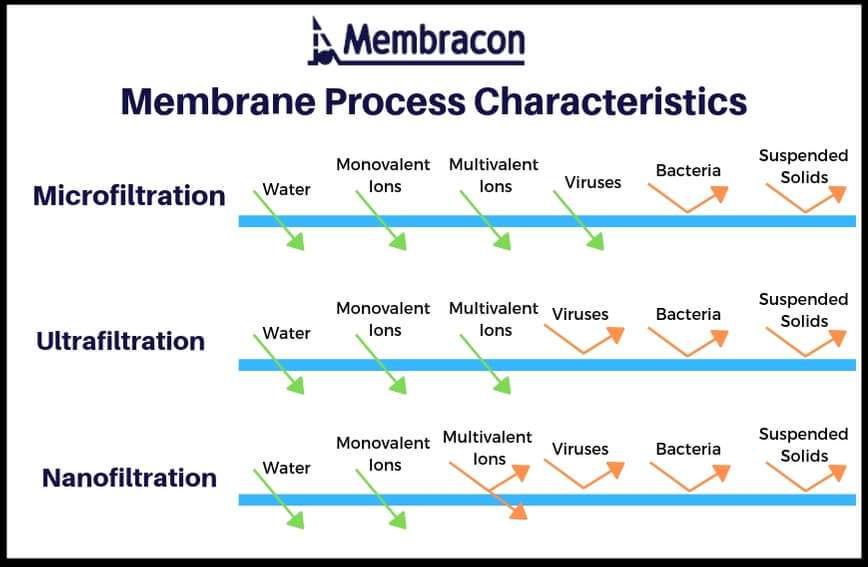 Membracon
Membrane Process Characteristics
Microfiltration
Water
Monovalent
Ions
Multivalent
Ions
Viruses
Bacteria
Suspended
Solids
Ultrafiltration
Water
Monovalent
Ions
Multivalent
Ions
Viruses
Bacteria
Suspended
Solids
Nanofiltration
Water
Monovalent
Ions
Multivalent
Ions
Viruses
Bacteria
Suspended
Solids